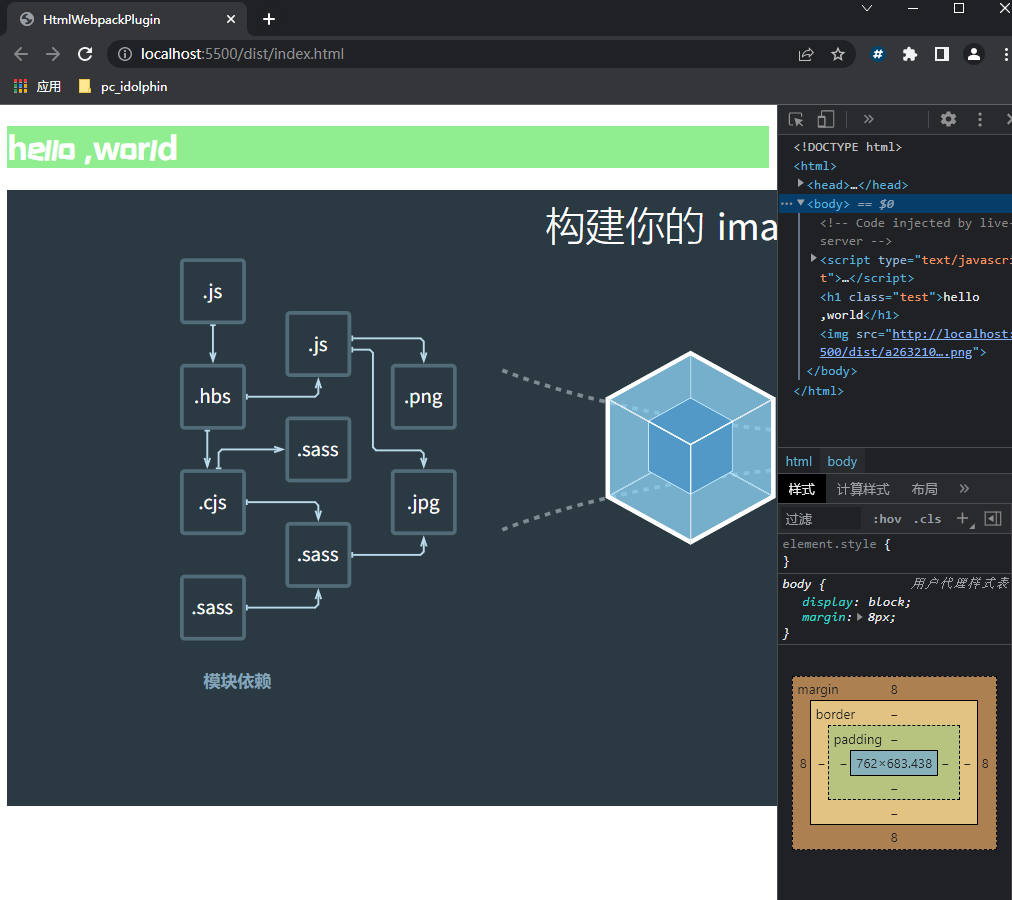 HtmlWebpackPlugin
localhost:5500/dist/index.html
应用
pc_idolphin
hello ,world
构建你的 ima
.js
.js
.hbs
.png
.sass
.cjs
.jpg
.sass
.sass
模块依赖
<!DOCTYPE html>
<html>
<head>…</head>
<body> == $0
<!-- Code injected by live-
server -->
<script type="text/javascri
t">…</script>
<h1 class="test">hello
,world</h1>
<img src="http://localhost:
500/dist/a263210….png">
</body>
</html>
html body
样式 计算样式 布局
过滤 :hov .cls
element.style {
}
body { 用户代理样式表
display: block;
margin: 8px;
}
margin 8
border –
padding –
8 – – 762×683.438 – – 8
–
–
8